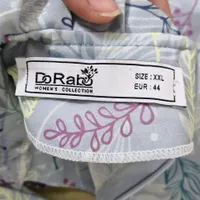 DoRabo
WOMEN'S COLLECTION
SIZE : XXL
EUR : 44